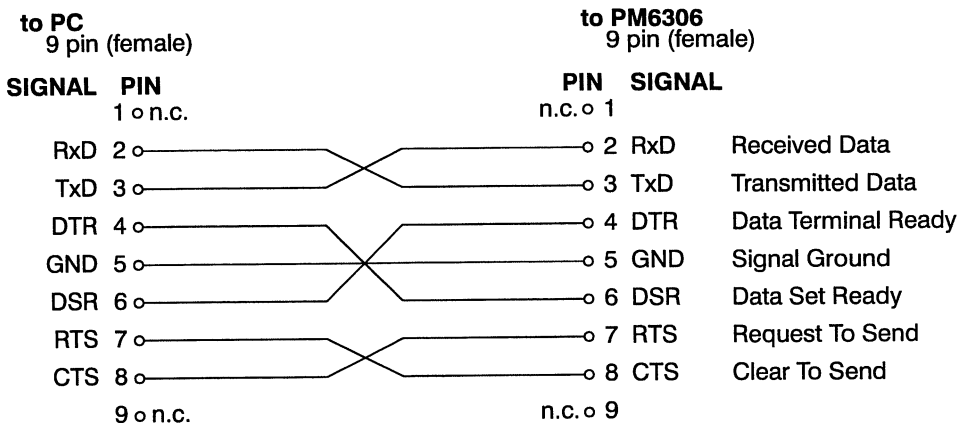 to PC to PM6306
9 pin (female) 9 pin (female)
SIGNAL PIN PIN SIGNAL
1 n.c. n.c. 1
RxD 2 2 RxD Received Data
TxD 3 3 TxD Transmitted Data
DTR 4 4 DTR Data Terminal Ready
GND 5 5 GND Signal Ground
DSR 6 6 DSR Data Set Ready
RTS 7 7 RTS Request To Send
CTS 8 8 CTS Clear To Send
9 n.c. n.c. 9